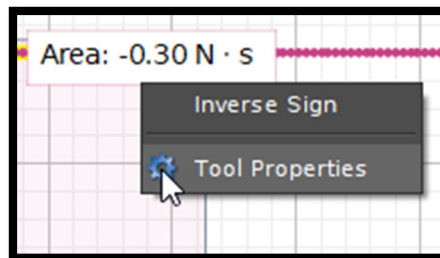 Area: -0.30 N · s
Inverse Sign
Tool Properties